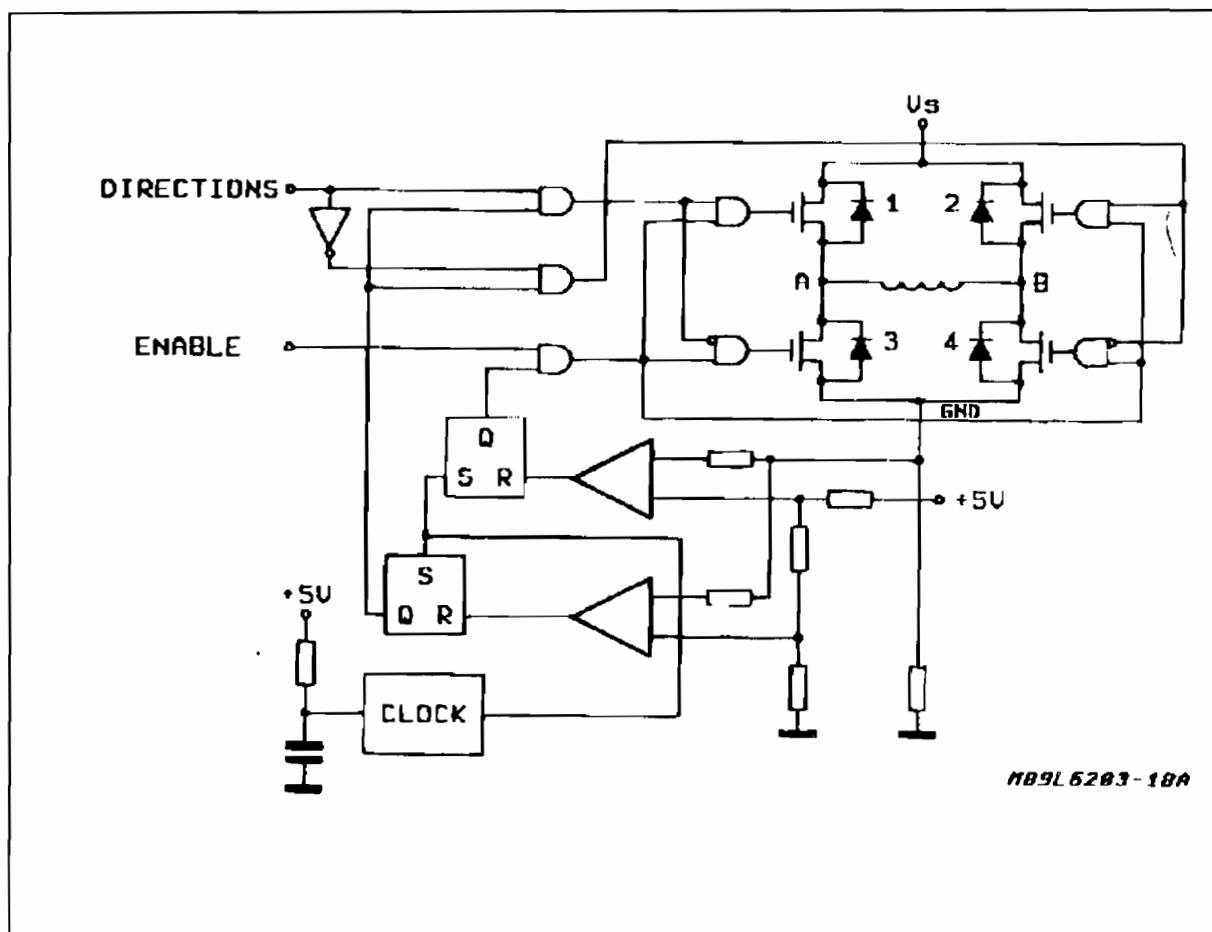 Vs
DIRECTIONS
1
2
A
B
ENABLE
3
4
GND
Q
S R
+5V
S
+5V
Q R
CLOCK
M89L6203-18A